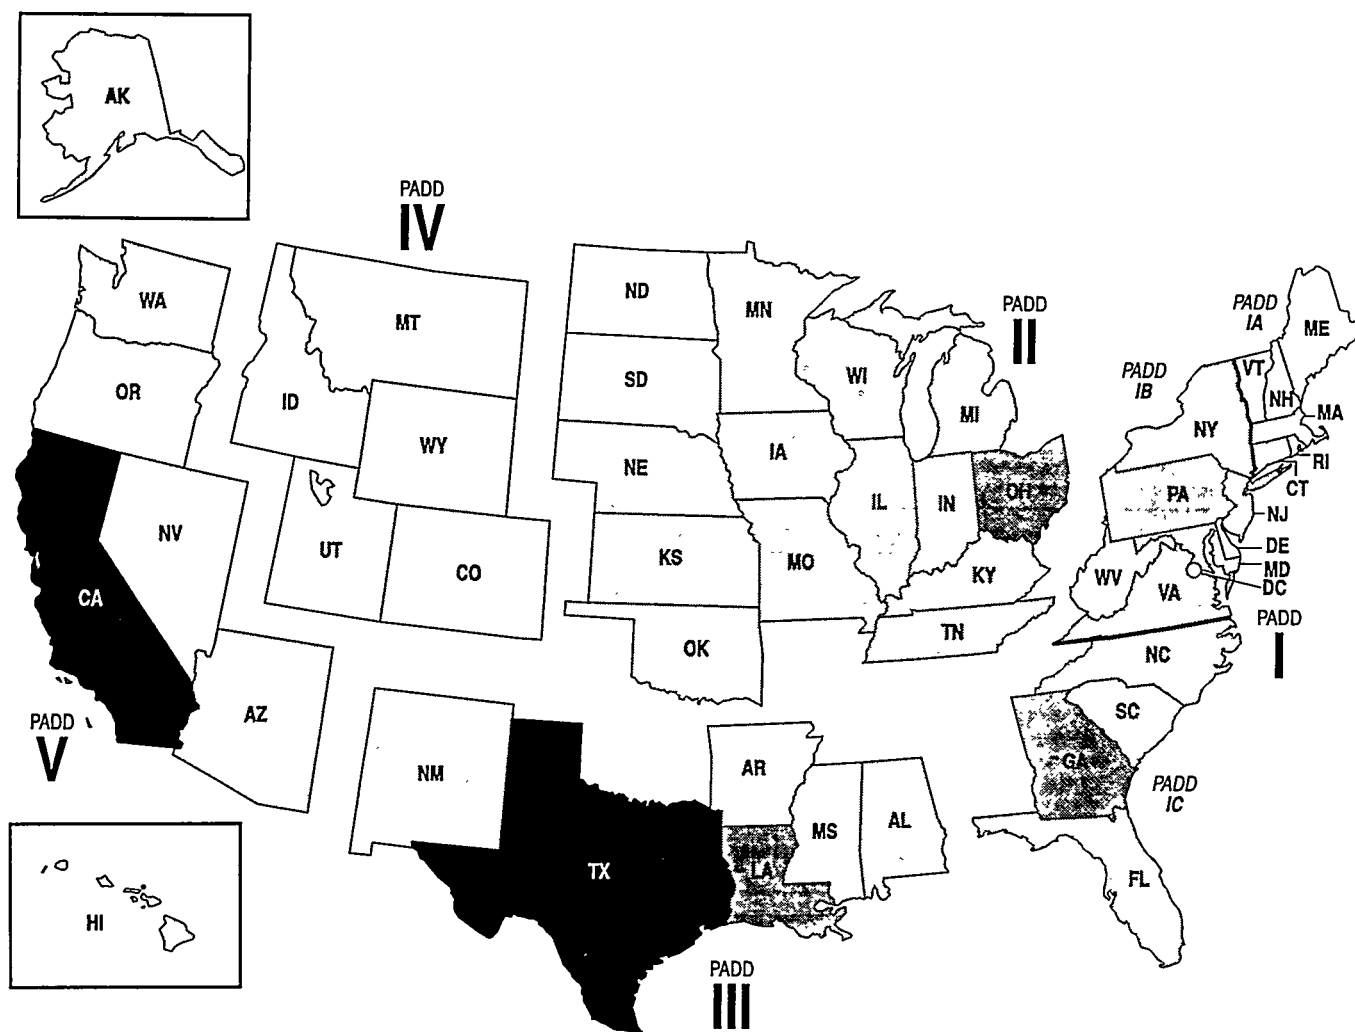 AK
PADD
IV
WA
MT
ND
MN
PADD
II
PADD
IA
ME
OR
ID
SD
WI
PADD
IB
VT
NH
MA
WY
MI
NY
NE
IA
RI
CT
NV
UT
CO
KS
MO
IL
IN
OH
PA
NJ
DE
MD
DC
CA
KY
WV
VA
PADD
I
OK
TN
NC
AZ
SC
PADD
V
NM
AR
GA
PADD
IC
TX
LA
MS
AL
FL
HI
PADD
III